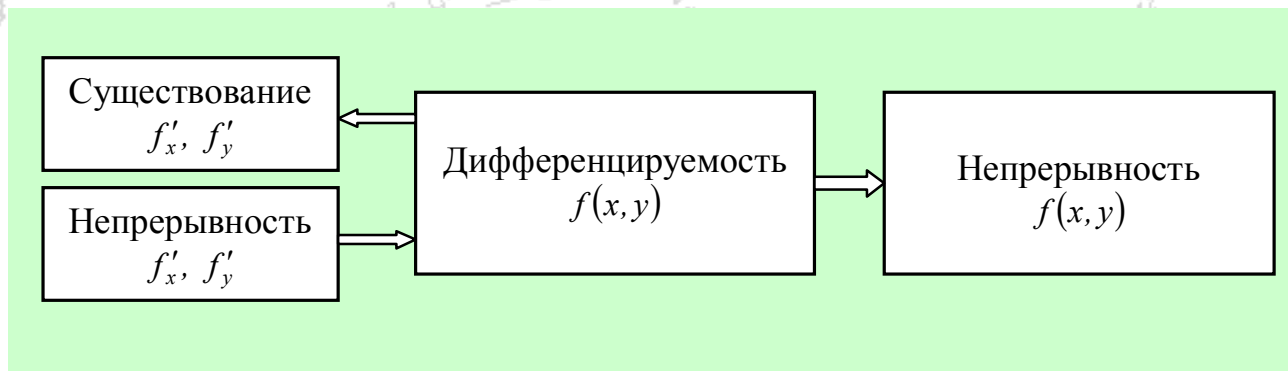 Существование
f′ₓ, f′ᵧ
Непрерывность
f′ₓ, f′ᵧ
Дифференцируемость
f(x, y)
Непрерывность
f(x, y)